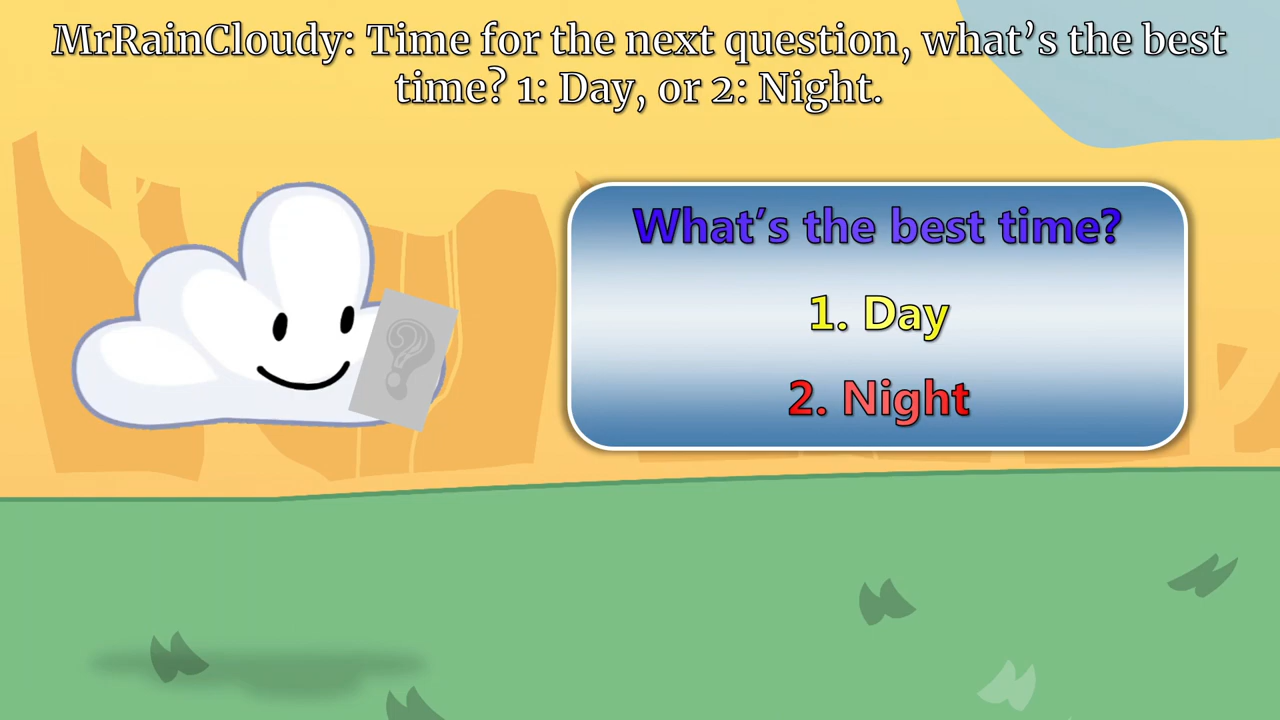 MrRainCloudy: Time for the next question, what’s the best
time? 1: Day, or 2: Night.
What’s the best time?
1. Day
2. Night
?